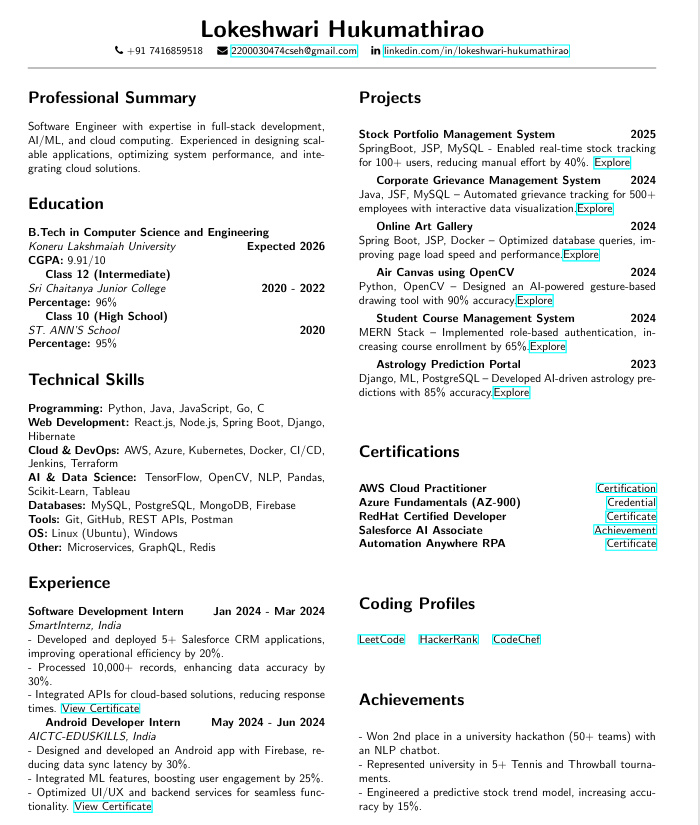 Lokeshwari Hukumathirao
+91 7416859518 2200030474cseh@gmail.com linkedin.com/in/lokeshwari-hukumathirao
Professional Summary
Software Engineer with expertise in full-stack development,
AI/ML, and cloud computing. Experienced in designing scal-
able applications, optimizing system performance, and inte-
grating cloud solutions.
Education
B.Tech in Computer Science and Engineering
Koneru Lakshmaiah University Expected 2026
CGPA: 9.91/10
Class 12 (Intermediate)
Sri Chaitanya Junior College 2020 - 2022
Percentage: 96%
Class 10 (High School)
ST. ANN'S School 2020
Percentage: 95%
Technical Skills
Programming: Python, Java, JavaScript, Go, C
Web Development: React.js, Node.js, Spring Boot, Django,
Hibernate
Cloud & DevOps: AWS, Azure, Kubernetes, Docker, CI/CD,
Jenkins, Terraform
AI & Data Science: TensorFlow, OpenCV, NLP, Pandas,
Scikit-Learn, Tableau
Databases: MySQL, PostgreSQL, MongoDB, Firebase
Tools: Git, GitHub, REST APIs, Postman
OS: Linux (Ubuntu), Windows
Other: Microservices, GraphQL, Redis
Experience
Software Development Intern Jan 2024 - Mar 2024
SmartInternz, India
- Developed and deployed 5+ Salesforce CRM applications,
improving operational efficiency by 20%.
- Processed 10,000+ records, enhancing data accuracy by
30%.
- Integrated APIs for cloud-based solutions, reducing response
times. View Certificate
Android Developer Intern May 2024 - Jun 2024
AICTC-EDUSKILLS, India
- Designed and developed an Android app with Firebase, re-
ducing data sync latency by 30%.
- Integrated ML features, boosting user engagement by 25%.
- Optimized UI/UX and backend services for seamless func-
tionality. View Certificate
Projects
Stock Portfolio Management System 2025
SpringBoot, JSP, MySQL - Enabled real-time stock tracking
for 100+ users, reducing manual effort by 40%. Explore
Corporate Grievance Management System 2024
Java, JSF, MySQL – Automated grievance tracking for 500+
employees with interactive data visualization.Explore
Online Art Gallery 2024
Spring Boot, JSP, Docker – Optimized database queries, im-
proving page load speed and performance.Explore
Air Canvas using OpenCV 2024
Python, OpenCV – Designed an AI-powered gesture-based
drawing tool with 90% accuracy.Explore
Student Course Management System 2024
MERN Stack – Implemented role-based authentication, in-
creasing course enrollment by 65%.Explore
Astrology Prediction Portal 2023
Django, ML, PostgreSQL – Developed AI-driven astrology pre-
dictions with 85% accuracy.Explore
Certifications
AWS Cloud Practitioner Certification
Azure Fundamentals (AZ-900) Credential
RedHat Certified Developer Certificate
Salesforce AI Associate Achievement
Automation Anywhere RPA Certificate
Coding Profiles
LeetCode HackerRank CodeChef
Achievements
- Won 2nd place in a university hackathon (50+ teams) with
an NLP chatbot.
- Represented university in 5+ Tennis and Throwball tourna-
ments.
- Engineered a predictive stock trend model, increasing accu-
racy by 15%.